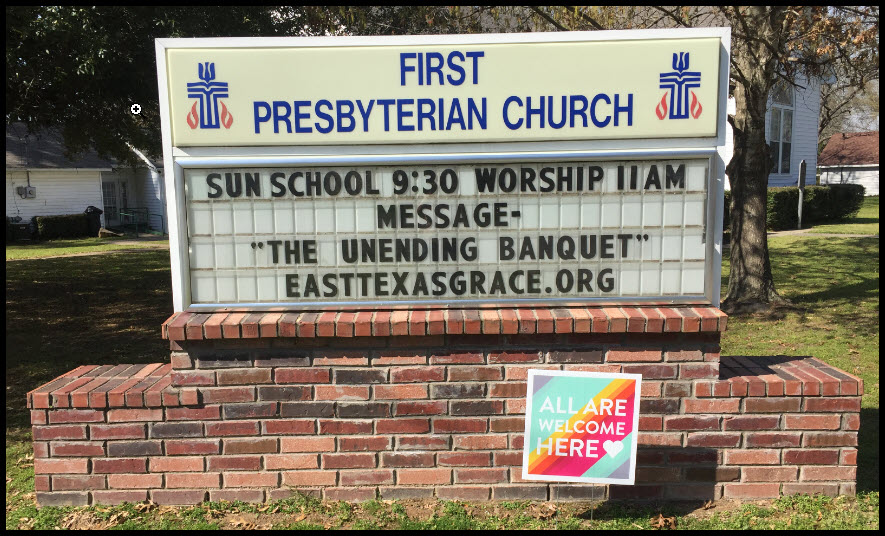 FIRST
PRESBYTERIAN CHURCH
SUN SCHOOL 9:30 WORSHIP 11AM
MESSAGE-
"THE UNENDING BANQUET"
EASTTEXASGRACE.ORG
ALL ARE
WELCOME
HERE